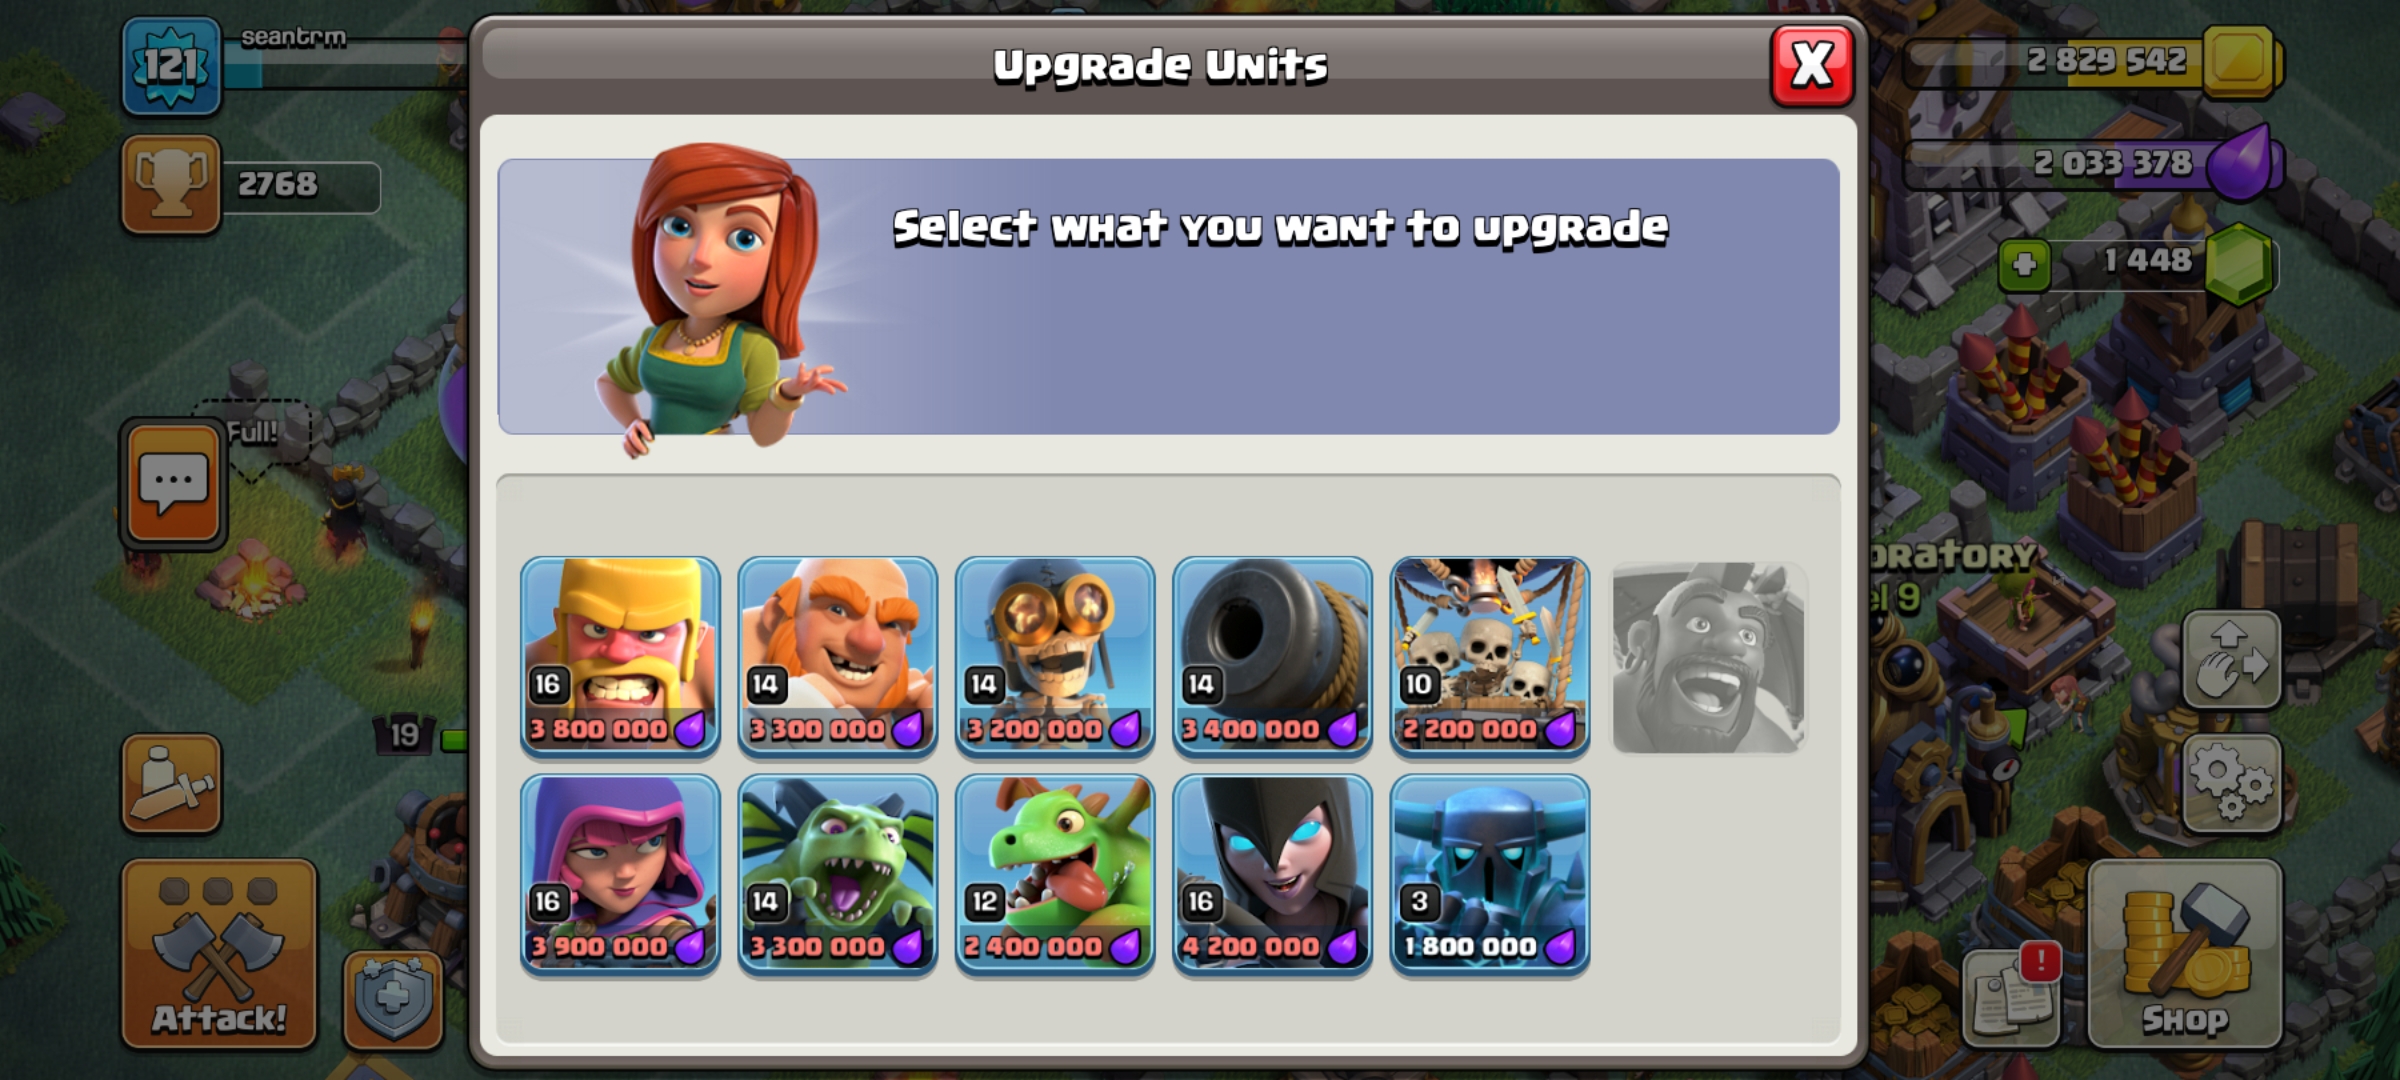 Upgrade Units
121
seantrm
2 829 542
2768
2 033 378
1 448
Select what you want to upgrade
Full!
ORATORY
el 9
16
3 800 000
14
3 300 000
14
3 200 000
14
3 400 000
10
2 200 000
19
16
3 900 000
14
3 300 000
12
2 400 000
16
4 200 000
3
1 800 000
Attack!
!
Shop